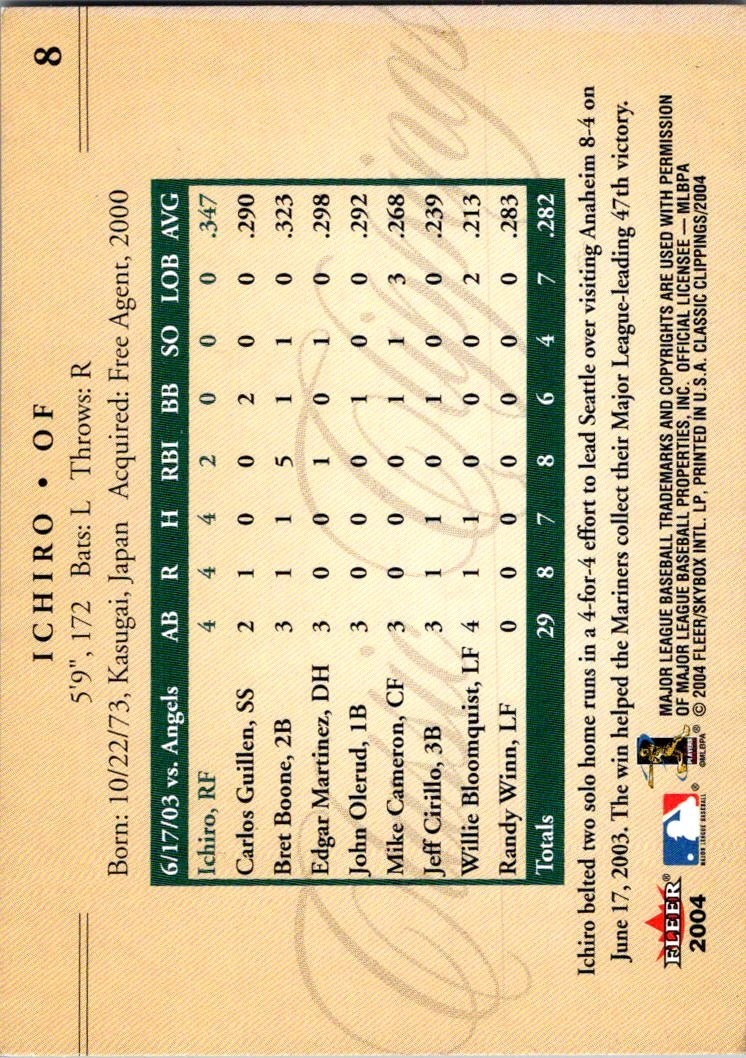 8
ICHIRO • OF
5'9", 172 Bats: L Throws: R
Born: 10/22/73, Kasugai, Japan Acquired: Free Agent, 2000
6/17/03 vs. Angels AB R H RBI BB SO LOB AVG
Ichiro, RF 4 4 4 2 0 0 0 .347
Carlos Guillen, SS 2 1 0 0 2 0 0 .290
Bret Boone, 2B 3 1 1 5 1 1 0 .323
Edgar Martinez, DH 3 0 0 1 0 1 0 .298
John Olerud, 1B 3 0 0 0 1 0 0 .292
Mike Cameron, CF 3 0 0 0 1 1 3 .268
Jeff Cirillo, 3B 3 1 1 0 1 0 0 .239
Willie Bloomquist, LF 4 1 1 0 0 0 2 .213
Randy Winn, LF 0 0 0 0 0 0 0 .283
Totals 29 8 7 8 6 4 7 .282
Classic Clippings
Ichiro belted two solo home runs in a 4-for-4 effort to lead Seattle over visiting Anaheim 8-4 on
June 17, 2003. The win helped the Mariners collect their Major League-leading 47th victory.
FLEER®
2004
MAJOR LEAGUE BASEBALL
®
PLAYERS
®
©MLBPA
MAJOR LEAGUE BASEBALL TRADEMARKS AND COPYRIGHTS ARE USED WITH PERMISSION
OF MAJOR LEAGUE BASEBALL PROPERTIES, INC. OFFICIAL LICENSEE — MLBPA
© 2004 FLEER/SKYBOX INTL. LP, PRINTED IN U.S.A. CLASSIC CLIPPINGS/2004